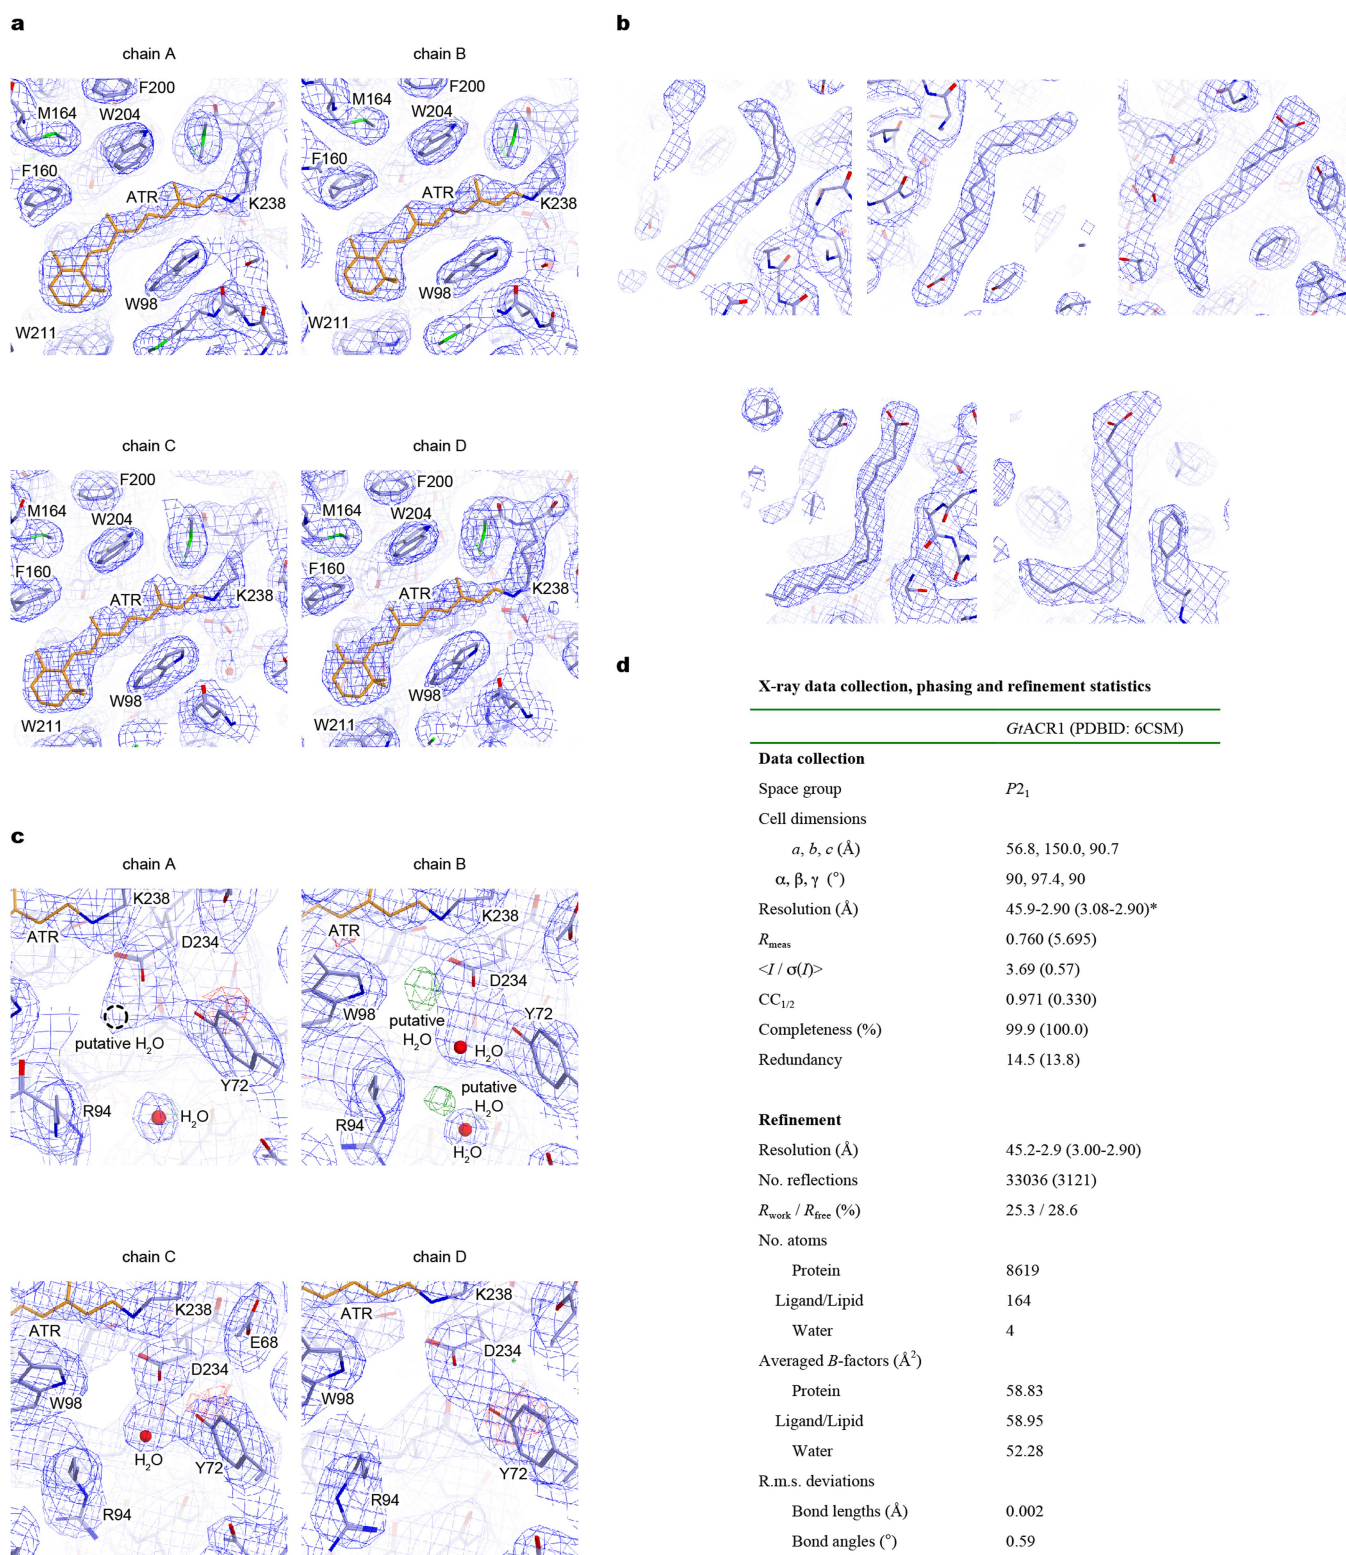 a
chain A
F200
M164
W204
F160
ATR
K238
W98
W211
chain B
F200
M164
W204
F160
ATR
K238
W98
W211
chain C
F200
M164
W204
F160
ATR
K238
W98
W211
chain D
F200
M164
W204
F160
ATR
K238
W98
W211
b
c
chain A
K238
ATR
D234
putative H₂O
Y72
R94
H₂O
chain B
K238
ATR
D234
W98
Y72
putative
H₂O
H₂O
putative
H₂O
R94
H₂O
chain C
K238
ATR
E68
D234
W98
H₂O
Y72
R94
chain D
K238
ATR
D234
W98
Y72
R94
d
X-ray data collection, phasing and refinement statistics
GtACR1 (PDBID: 6CSM)
Data collection
Space group P2₁
Cell dimensions
a, b, c (Å) 56.8, 150.0, 90.7
α, β, γ (°) 90, 97.4, 90
Resolution (Å) 45.9-2.90 (3.08-2.90)*
Rmeas 0.760 (5.695)
<I / σ(I)> 3.69 (0.57)
CC1/2 0.971 (0.330)
Completeness (%) 99.9 (100.0)
Redundancy 14.5 (13.8)
Refinement
Resolution (Å) 45.2-2.9 (3.00-2.90)
No. reflections 33036 (3121)
Rwork / Rfree (%) 25.3 / 28.6
No. atoms
Protein 8619
Ligand/Lipid 164
Water 4
Averaged B-factors (Å²)
Protein 58.83
Ligand/Lipid 58.95
Water 52.28
R.m.s. deviations
Bond lengths (Å) 0.002
Bond angles (°) 0.59